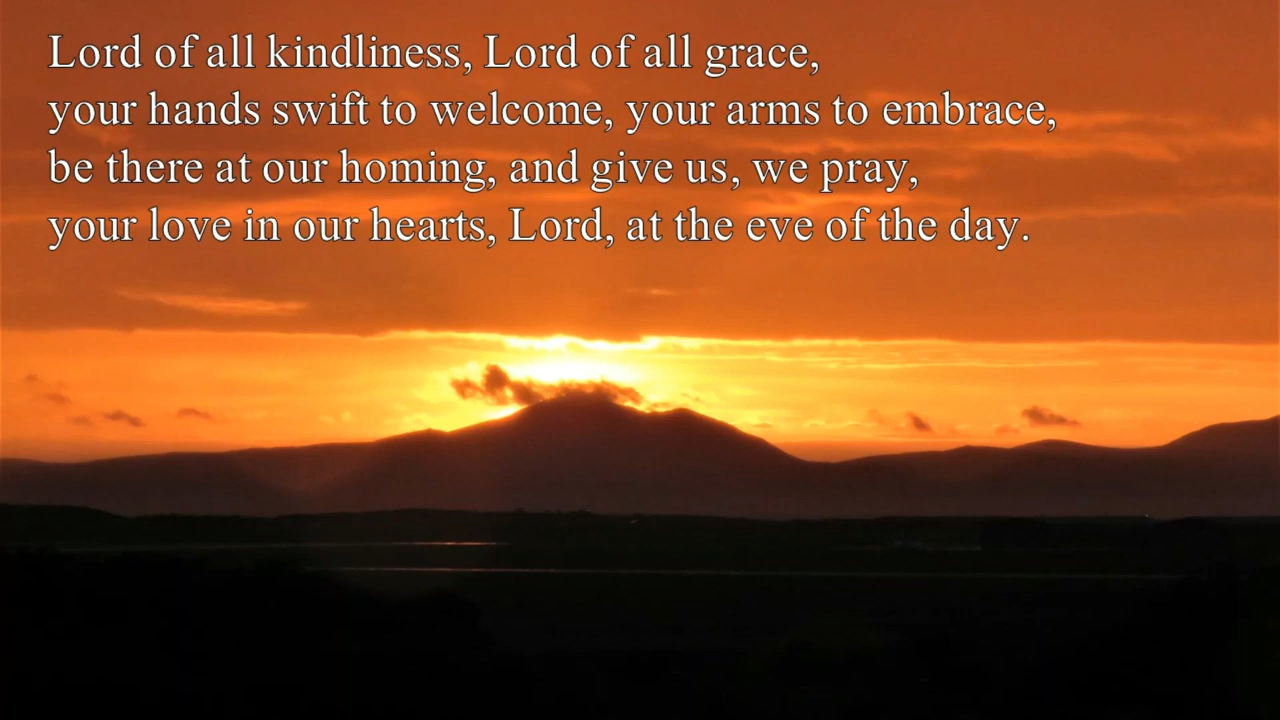 Lord of all kindliness, Lord of all grace,
your hands swift to welcome, your arms to embrace,
be there at our homing, and give us, we pray,
your love in our hearts, Lord, at the eve of the day.